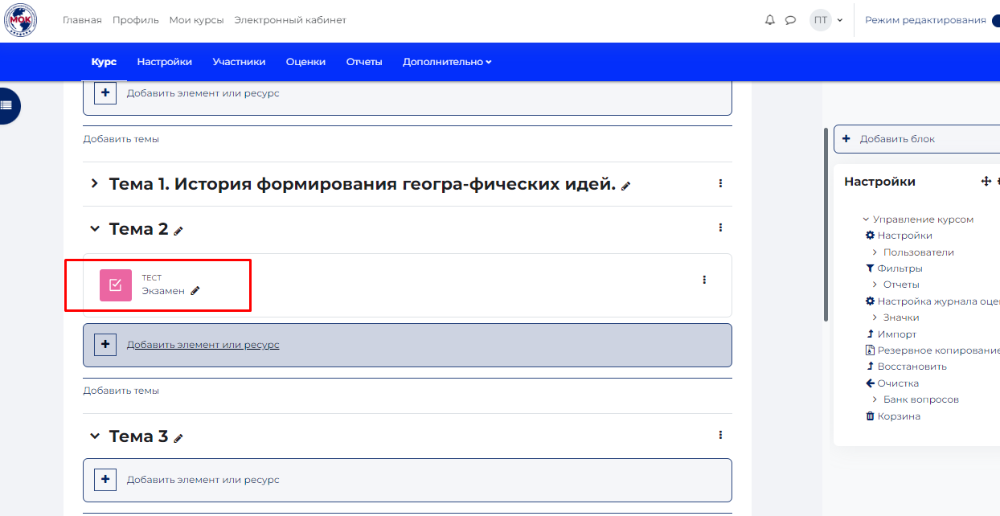 МОК
Главная Профиль Мои курсы Электронный кабинет
ПТ
Режим редактирования
Курс Настройки Участники Оценки Отчеты Дополнительно
Добавить элемент или ресурс
Добавить темы
Тема 1. История формирования геогра-фических идей.
Тема 2
ТЕСТ
Экзамен
Добавить элемент или ресурс
Добавить темы
Тема 3
Добавить элемент или ресурс
Добавить блок
Настройки
Управление курсом
Настройки
Пользователи
Фильтры
Отчеты
Настройка журнала оце
Значки
Импорт
Резервное копирование
Восстановить
Очистка
Банк вопросов
Корзина